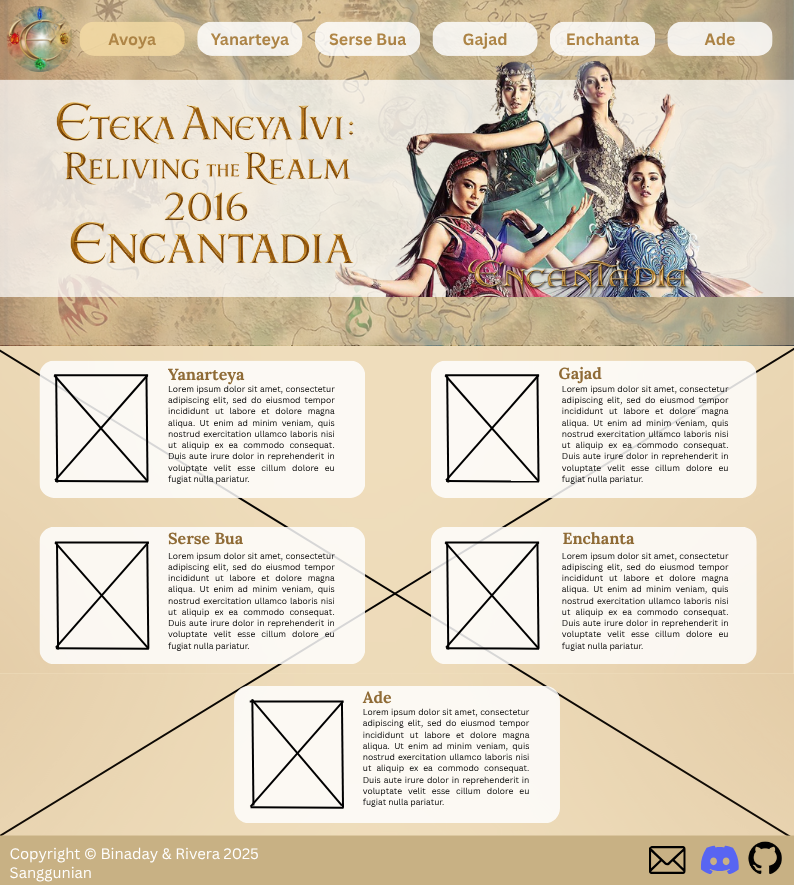 Avoya
Yanarteya
Serse Bua
Gajad
Enchanta
Ade
Eteka Aneya Ivi:
Reliving the Realm
2016
Encantadia
Encantadia
Yanarteya
Lorem ipsum dolor sit amet, consectetur
adipiscing elit, sed do eiusmod tempor
incididunt ut labore et dolore magna
aliqua. Ut enim ad minim veniam, quis
nostrud exercitation ullamco laboris nisi
ut aliquip ex ea commodo consequat.
Duis aute irure dolor in reprehenderit in
voluptate velit esse cillum dolore eu
fugiat nulla pariatur.
Gajad
Lorem ipsum dolor sit amet, consectetur
adipiscing elit, sed do eiusmod tempor
incididunt ut labore et dolore magna
aliqua. Ut enim ad minim veniam, quis
nostrud exercitation ullamco laboris nisi
ut aliquip ex ea commodo consequat.
Duis aute irure dolor in reprehenderit in
voluptate velit esse cillum dolore eu
fugiat nulla pariatur.
Serse Bua
Lorem ipsum dolor sit amet, consectetur
adipiscing elit, sed do eiusmod tempor
incididunt ut labore et dolore magna
aliqua. Ut enim ad minim veniam, quis
nostrud exercitation ullamco laboris nisi
ut aliquip ex ea commodo consequat.
Duis aute irure dolor in reprehenderit in
voluptate velit esse cillum dolore eu
fugiat nulla pariatur.
Enchanta
Lorem ipsum dolor sit amet, consectetur
adipiscing elit, sed do eiusmod tempor
incididunt ut labore et dolore magna
aliqua. Ut enim ad minim veniam, quis
nostrud exercitation ullamco laboris nisi
ut aliquip ex ea commodo consequat.
Duis aute irure dolor in reprehenderit in
voluptate velit esse cillum dolore eu
fugiat nulla pariatur.
Ade
Lorem ipsum dolor sit amet, consectetur
adipiscing elit, sed do eiusmod tempor
incididunt ut labore et dolore magna
aliqua. Ut enim ad minim veniam, quis
nostrud exercitation ullamco laboris nisi
ut aliquip ex ea commodo consequat.
Duis aute irure dolor in reprehenderit in
voluptate velit esse cillum dolore eu
fugiat nulla pariatur.
Copyright © Binaday & Rivera 2025
Sanggunian